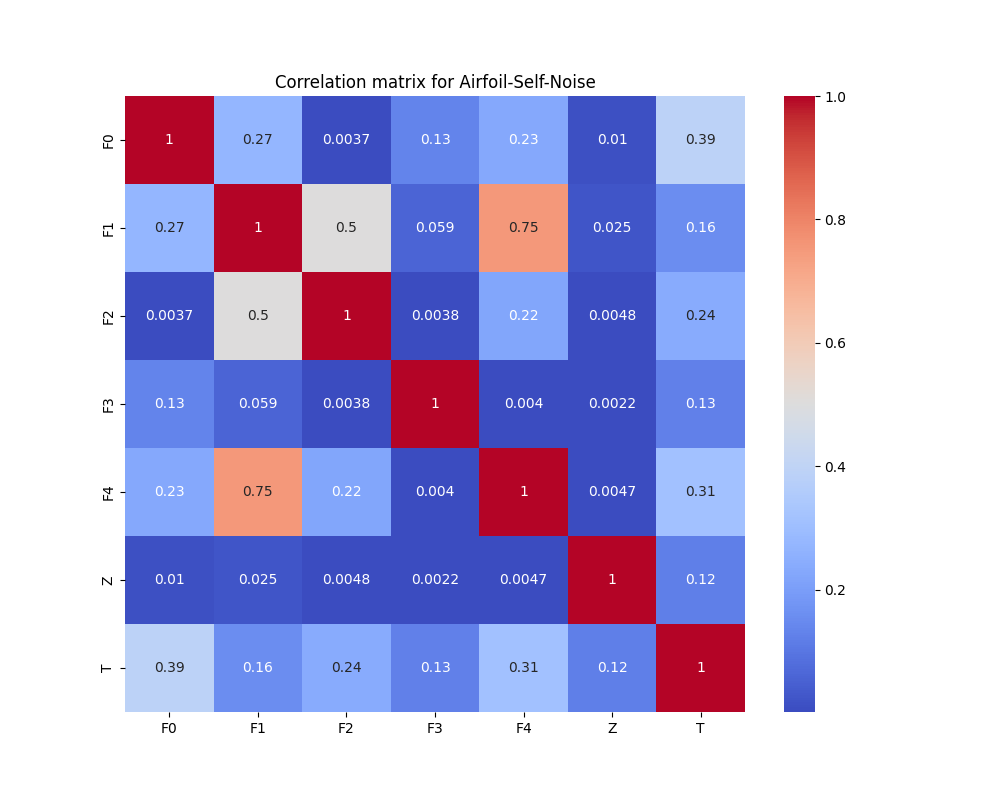 Correlation matrix for Airfoil-Self-Noise
F0 1 0.27 0.0037 0.13 0.23 0.01 0.39
F1 0.27 1 0.5 0.059 0.75 0.025 0.16
F2 0.0037 0.5 1 0.0038 0.22 0.0048 0.24
F3 0.13 0.059 0.0038 1 0.004 0.0022 0.13
F4 0.23 0.75 0.22 0.004 1 0.0047 0.31
Z 0.01 0.025 0.0048 0.0022 0.0047 1 0.12
T 0.39 0.16 0.24 0.13 0.31 0.12 1
F0 F1 F2 F3 F4 Z T
1.0
0.8
0.6
0.4
0.2